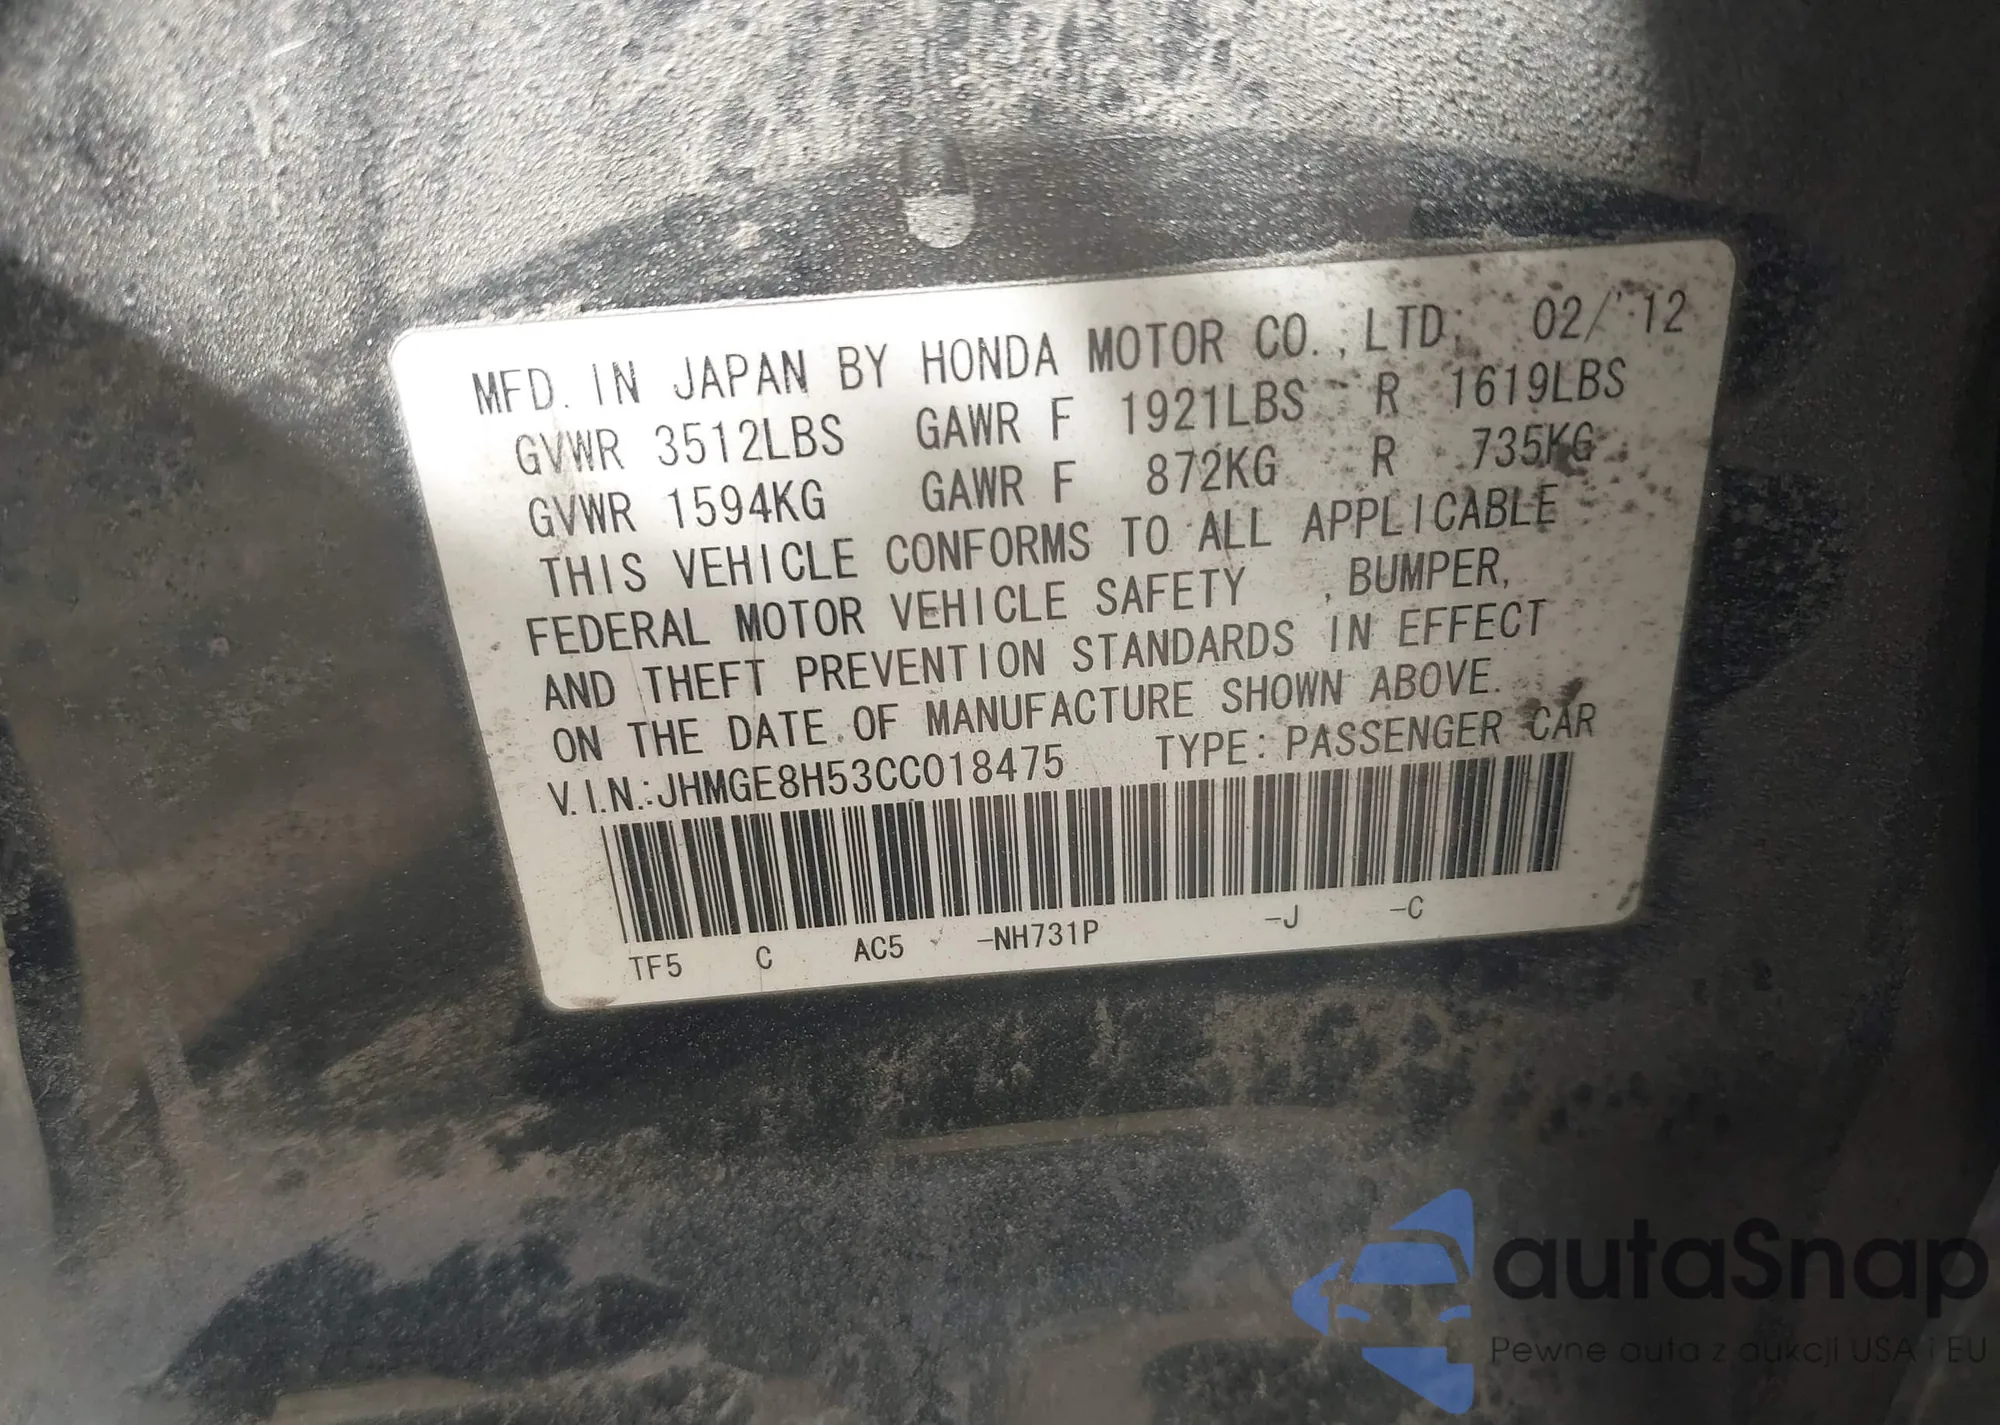 MFD. IN JAPAN BY HONDA MOTOR CO.,LTD. 02/'12
GVWR 3512LBS GAWR F 1921LBS R 1619LBS
GVWR 1594KG GAWR F 872KG R 735KG
THIS VEHICLE CONFORMS TO ALL APPLICABLE
FEDERAL MOTOR VEHICLE SAFETY , BUMPER,
AND THEFT PREVENTION STANDARDS IN EFFECT
ON THE DATE OF MANUFACTURE SHOWN ABOVE.
V.I.N.:JHMGE8H53CC018475 TYPE:PASSENGER CAR
TF5 C AC5 -NH731P -J -C
autaSnap
Pewne auta z aukcji USA i EU